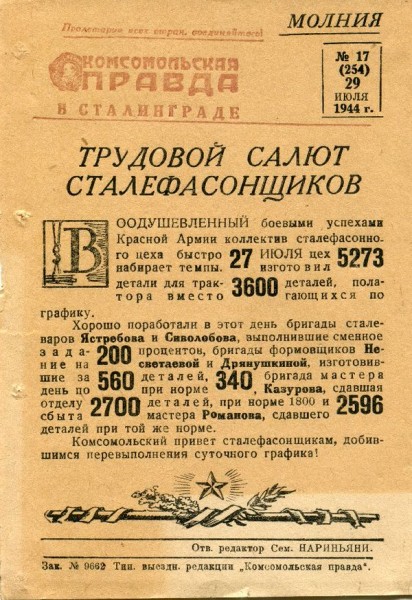 Пролетарии всех стран, соединяйтесь!
МОЛНИЯ
КОМСОМОЛЬСКАЯ
ПРАВДА
В СТАЛИНГРАДЕ
№ 17
(254)
29
ИЮЛЯ
1944 г.
ТРУДОВОЙ САЛЮТ
СТАЛЕФАСОНЩИКОВ
ВООДУШЕВЛЕННЫЙ боевыми успехами
Красной Армии коллектив сталефасонно-
го цеха быстро 27 ИЮЛЯ цех 5273
набирает темпы. изготовил
детали для трак- 3600 деталей, пола-
тора вместо гающихся по
графику.
Хорошо поработали в этот день бригады стале-
варов Ястребова и Сиволобова, выполнившие сменное
зада- 200 процентов, бригады формовщиков Не-
ние на светаевой и Дрянушкиной, изготовив-
шие за 560 деталей, 340, бригада мастера
день цо при норме Казурова, сдавшая
отделу 2700 деталей, при норме 1800 и 2596
сбыта мастера Романова, сдавшего
деталей при той же норме.
Комсомольский привет сталефасонщикам, добив-
шимся перевыполнения суточного графика!
Отв. редактор Сем. НАРИНЬЯНИ.
Зак. № 9662 Тип. выездн. редакции „Комсомольская правда".